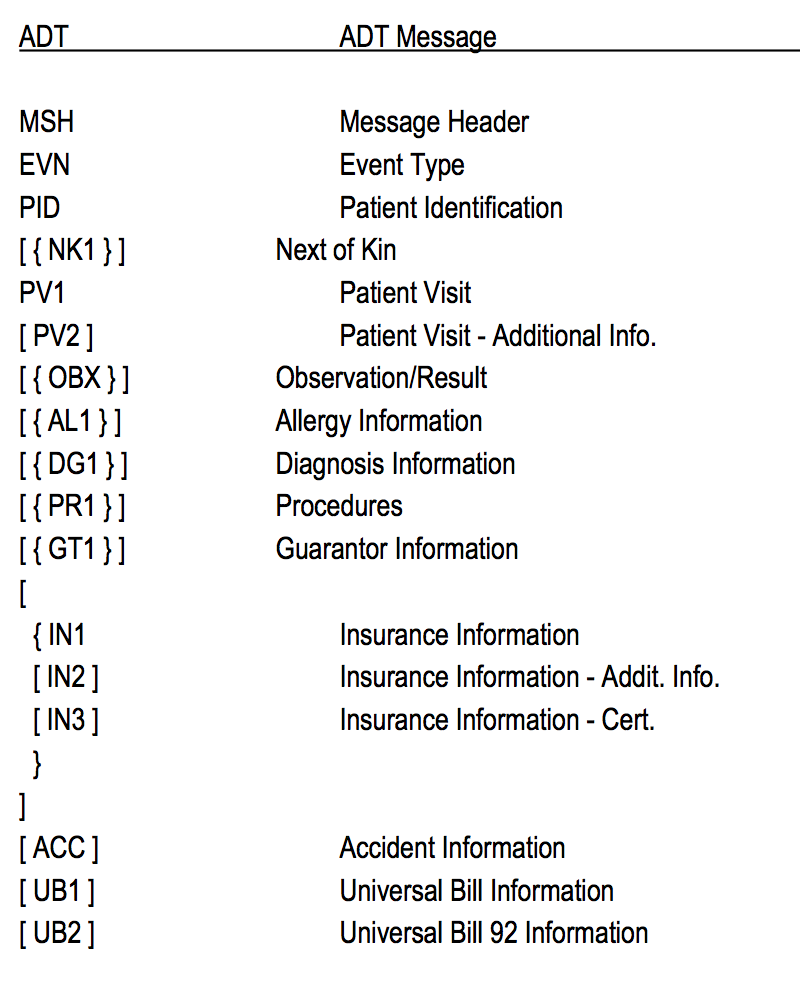 ADT ADT Message
MSH Message Header
EVN Event Type
PID Patient Identification
[ { NK1 } ] Next of Kin
PV1 Patient Visit
[ PV2 ] Patient Visit - Additional Info.
[ { OBX } ] Observation/Result
[ { AL1 } ] Allergy Information
[ { DG1 } ] Diagnosis Information
[ { PR1 } ] Procedures
[ { GT1 } ] Guarantor Information
[
{ IN1 Insurance Information
[ IN2 ] Insurance Information - Addit. Info.
[ IN3 ] Insurance Information - Cert.
}
]
[ ACC ] Accident Information
[ UB1 ] Universal Bill Information
[ UB2 ] Universal Bill 92 Information